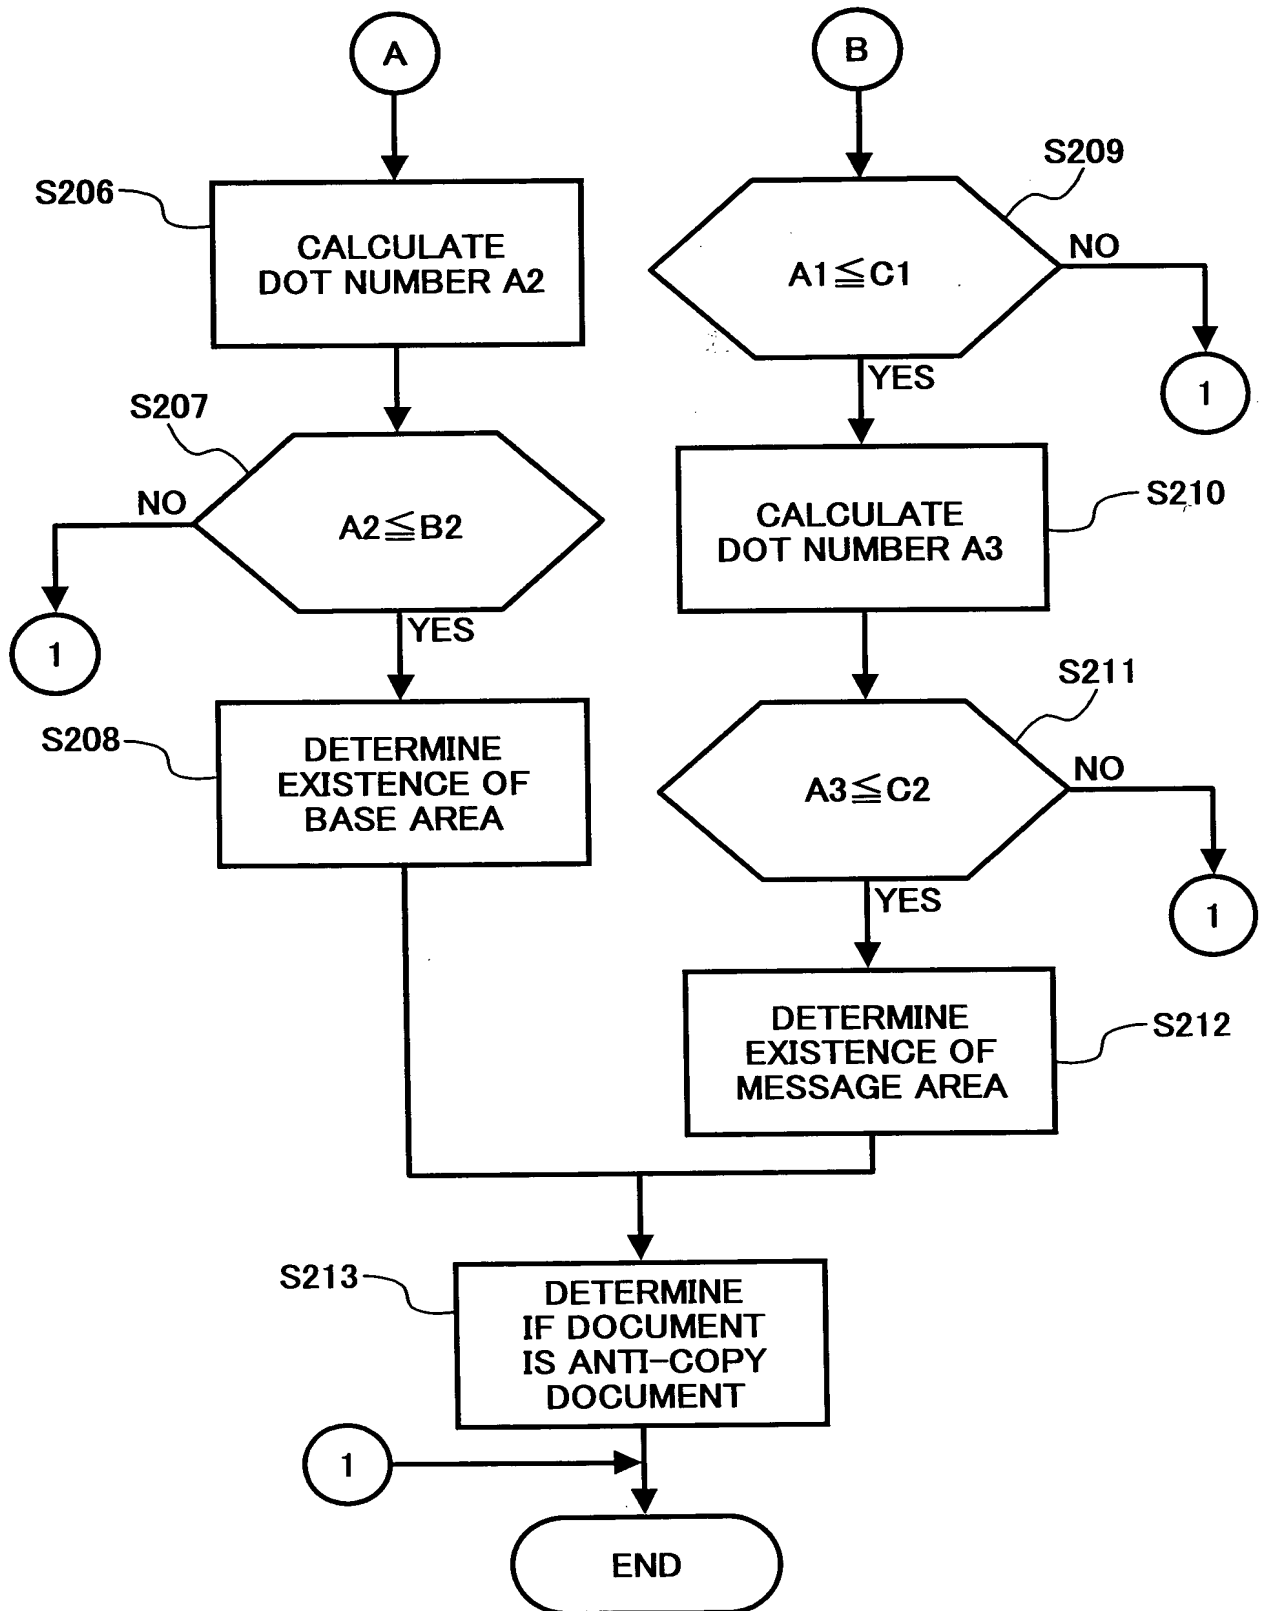 A
S206
CALCULATE
DOT NUMBER A2
S207
NO
A2≦B2
YES
1
S208
DETERMINE
EXISTENCE OF
BASE AREA
B
S209
A1≦C1
NO
YES
1
S210
CALCULATE
DOT NUMBER A3
S211
A3≦C2
NO
YES
1
S212
DETERMINE
EXISTENCE OF
MESSAGE AREA
S213
DETERMINE
IF DOCUMENT
IS ANTI-COPY
DOCUMENT
1
END